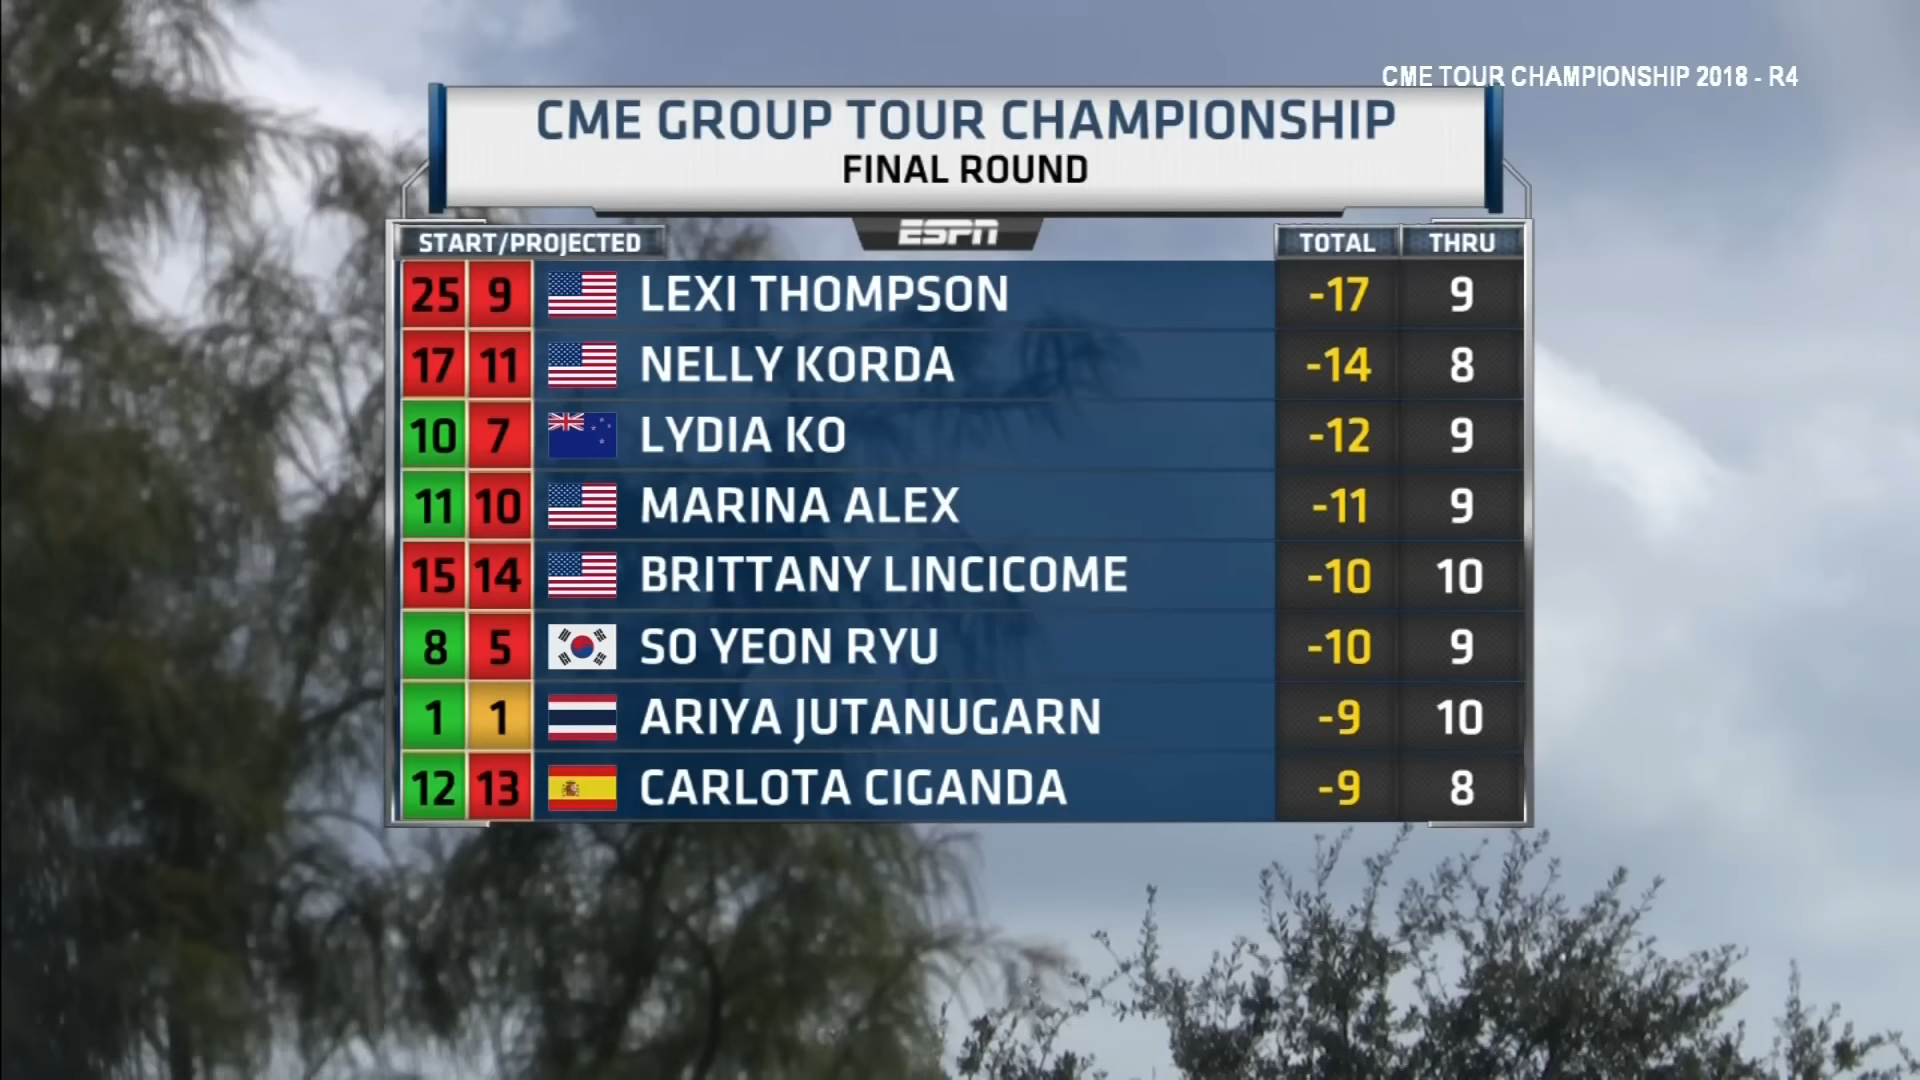 CME TOUR CHAMPIONSHIP 2018 - R4
CME GROUP TOUR CHAMPIONSHIP
FINAL ROUND
ESPN
START/PROJECTED TOTAL THRU
25 9 LEXI THOMPSON -17 9
17 11 NELLY KORDA -14 8
10 7 LYDIA KO -12 9
11 10 MARINA ALEX -11 9
15 14 BRITTANY LINCICOME -10 10
8 5 SO YEON RYU -10 9
1 1 ARIYA JUTANUGARN -9 10
12 13 CARLOTA CIGANDA -9 8